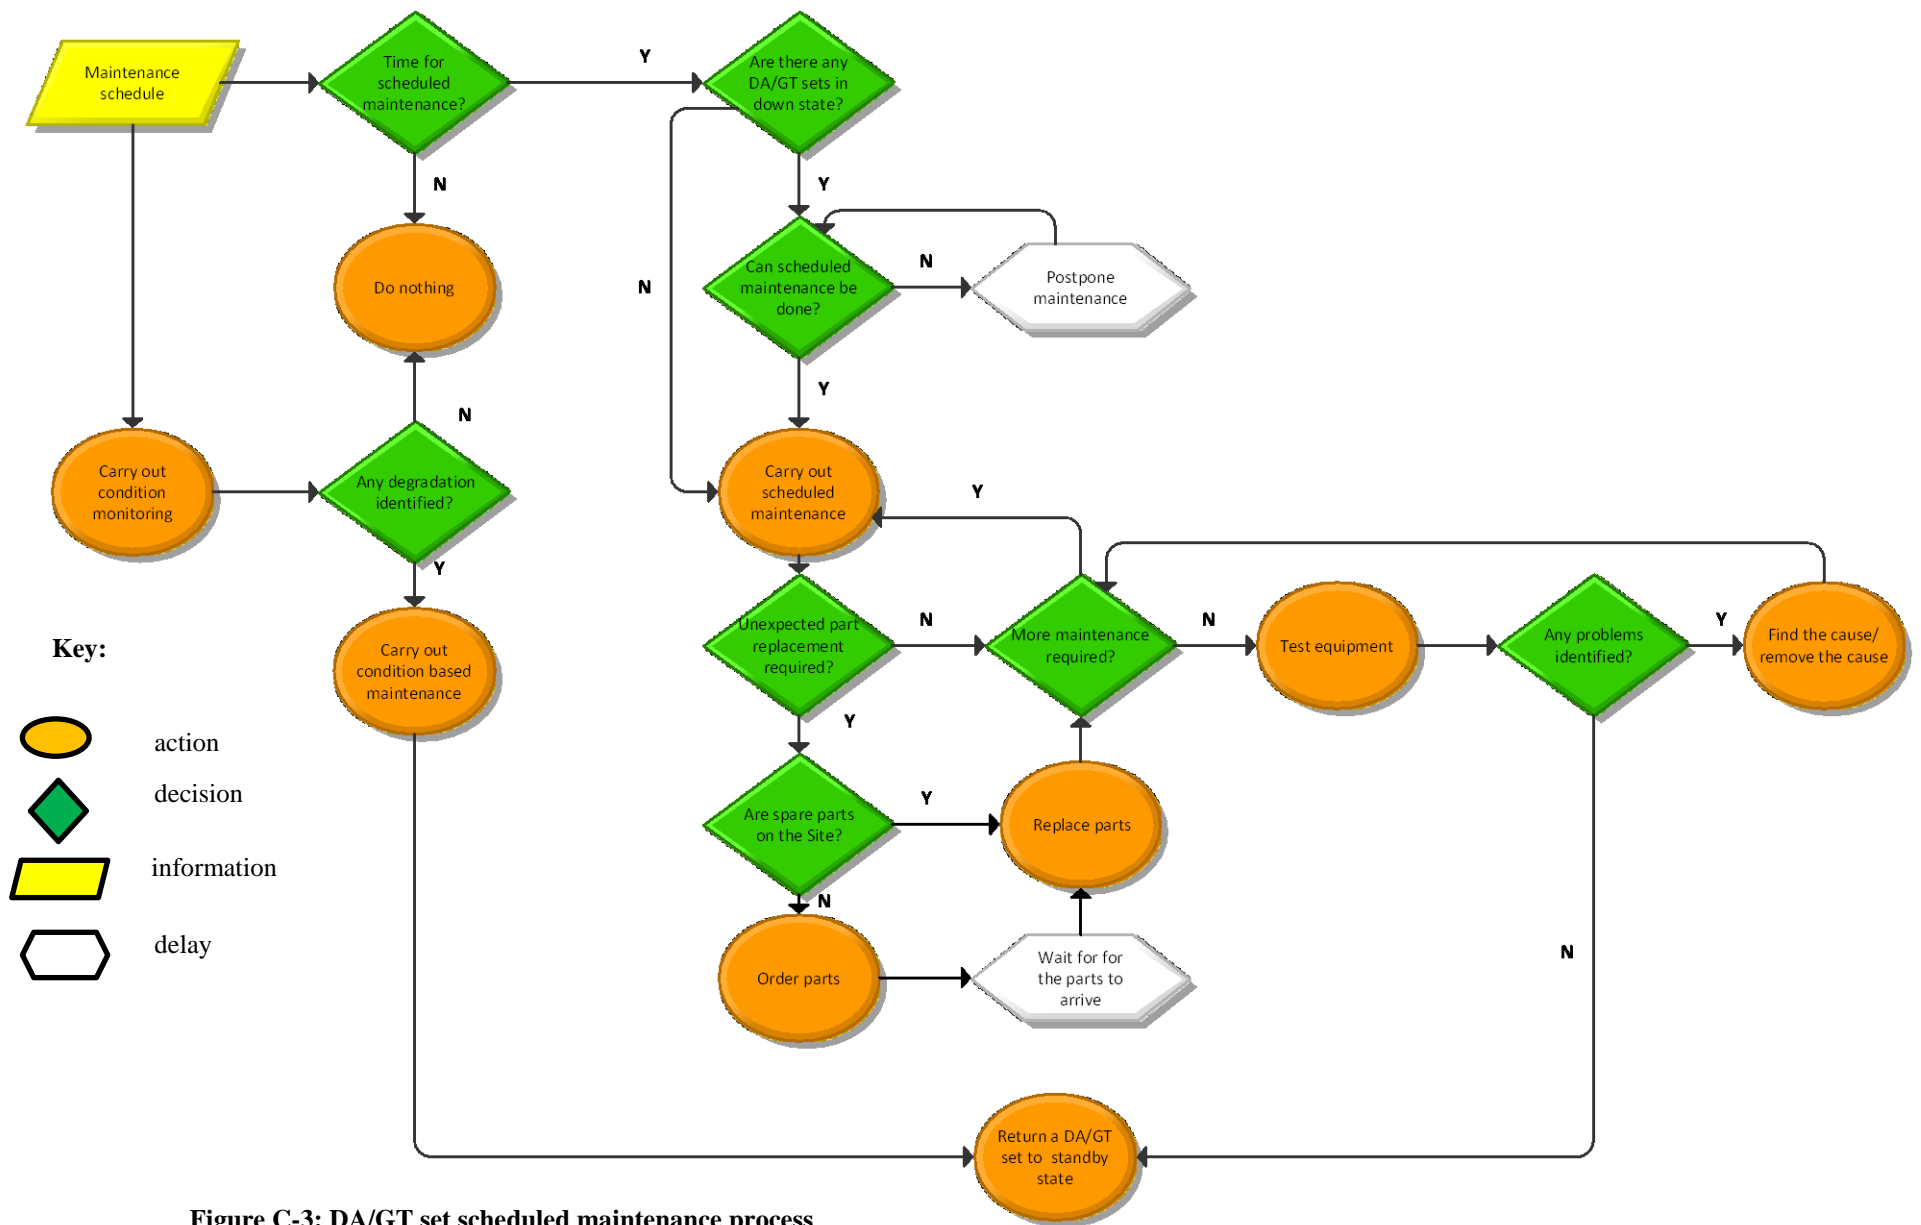 Maintenance
schedule
Time for
scheduled
maintenance?
Y
Are there any
DA/GT sets in
down state?
N
Y
Do nothing
N
Can scheduled
maintenance be
done?
N
Postpone
maintenance
Y
N
Carry out
condition
monitoring
Any degradation
identified?
Y
Carry out
scheduled
maintenance
Y
Carry out
condition based
maintenance
Unexpected part
replacement
required?
N
More maintenance
required?
N
Test equipment
Any problems
identified?
Y
Find the cause/
remove the cause
Y
Are spare parts
on the Site?
Y
Replace parts
N
Order parts
Wait for for
the parts to
arrive
N
Return a DA/GT
set to standby
state
Key:
action
decision
information
delay
Figure C-3: DA/GT set scheduled maintenance process